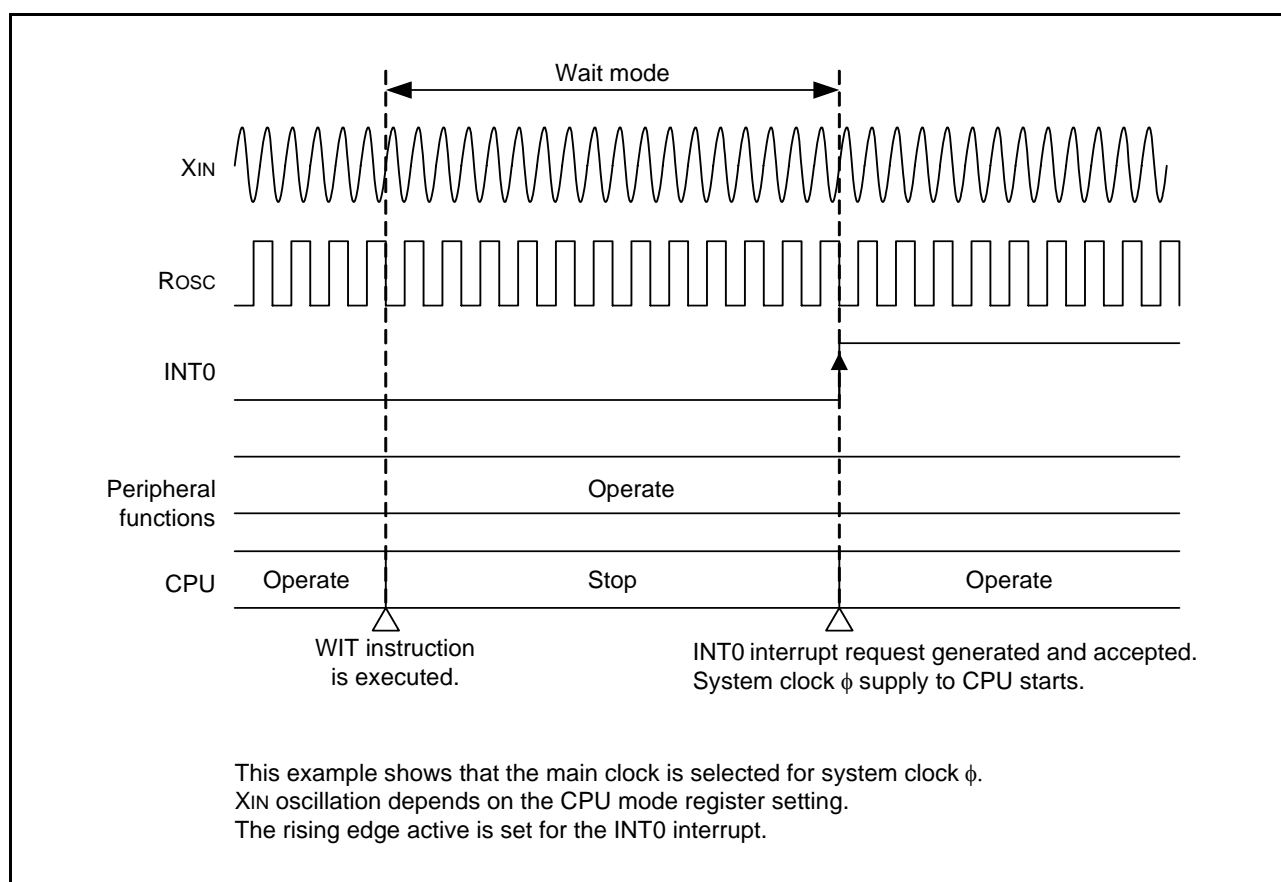 Wait mode
XIN
ROSC
INT0
Peripheral
functions
Operate
CPU
Operate
Stop
Operate
WIT instruction
is executed.
INT0 interrupt request generated and accepted.
System clock ϕ supply to CPU starts.
This example shows that the main clock is selected for system clock ϕ.
XIN oscillation depends on the CPU mode register setting.
The rising edge active is set for the INT0 interrupt.